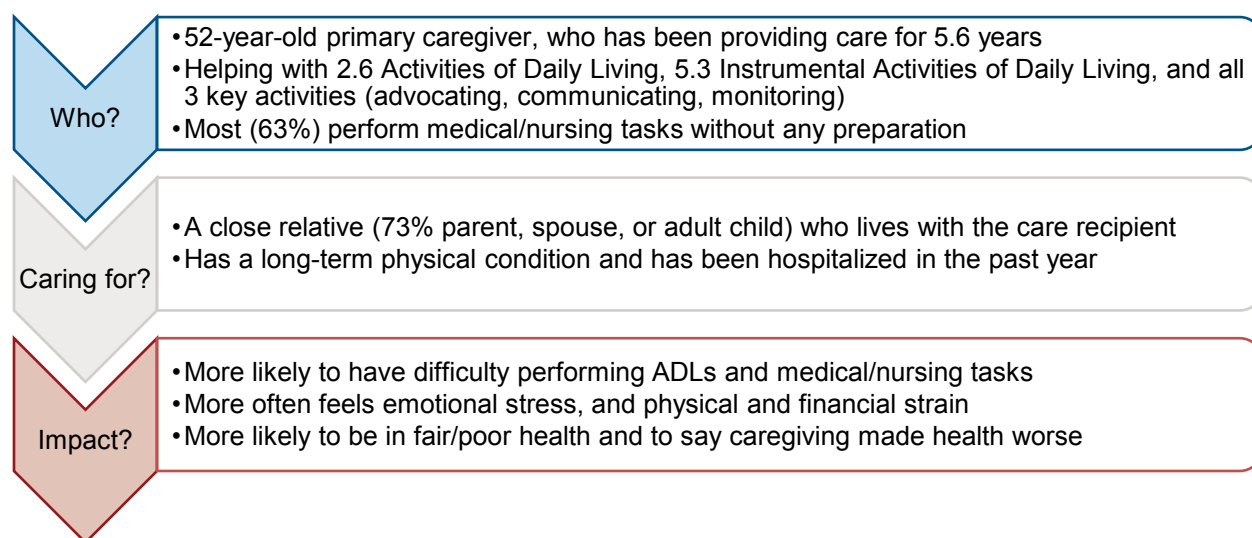 Who?
•52-year-old primary caregiver, who has been providing care for 5.6 years
•Helping with 2.6 Activities of Daily Living, 5.3 Instrumental Activities of Daily Living, and all
3 key activities (advocating, communicating, monitoring)
•Most (63%) perform medical/nursing tasks without any preparation
Caring for?
•A close relative (73% parent, spouse, or adult child) who lives with the care recipient
•Has a long-term physical condition and has been hospitalized in the past year
Impact?
•More likely to have difficulty performing ADLs and medical/nursing tasks
•More often feels emotional stress, and physical and financial strain
•More likely to be in fair/poor health and to say caregiving made health worse